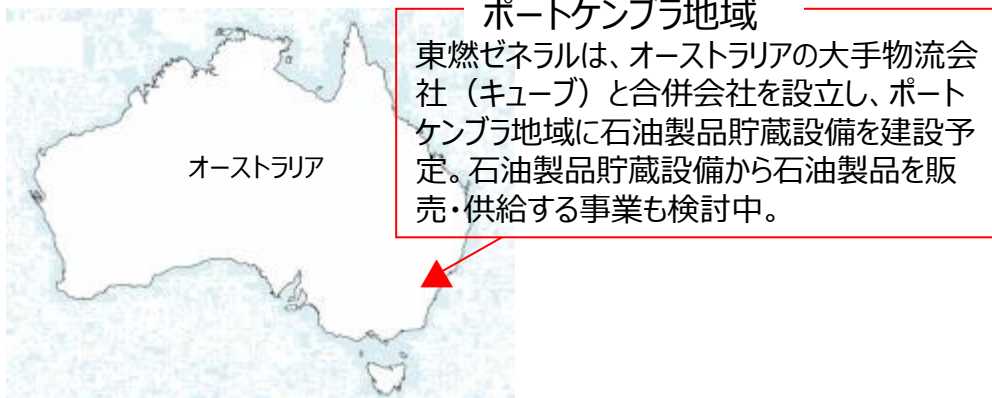 ポートケンブラ地域
東燃ゼネラルは、オーストラリアの大手物流会
社（キューブ）と合併会社を設立し、ポート
ケンブラ地域に石油製品貯蔵設備を建設予
定。石油製品貯蔵設備から石油製品を販
売・供給する事業も検討中。
オーストラリア